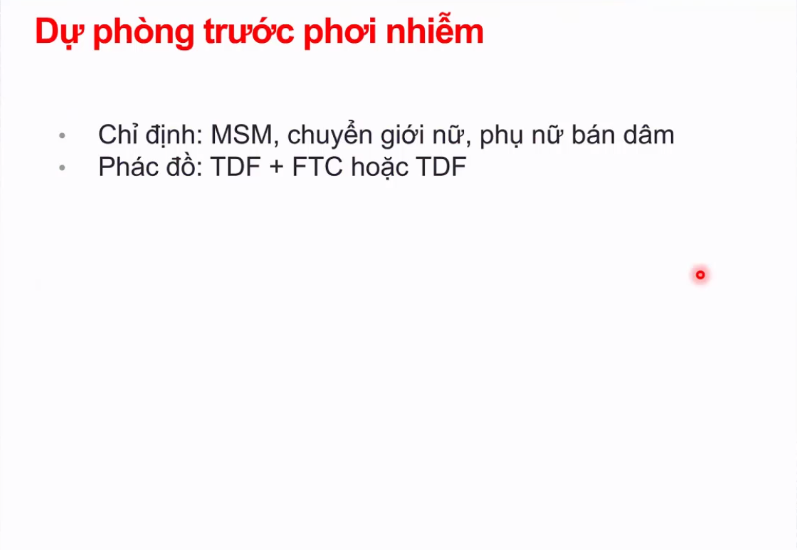 Dự phòng trước phơi nhiễm
• Chỉ định: MSM, chuyển giới nữ, phụ nữ bán dâm
• Phác đồ: TDF + FTC hoặc TDF